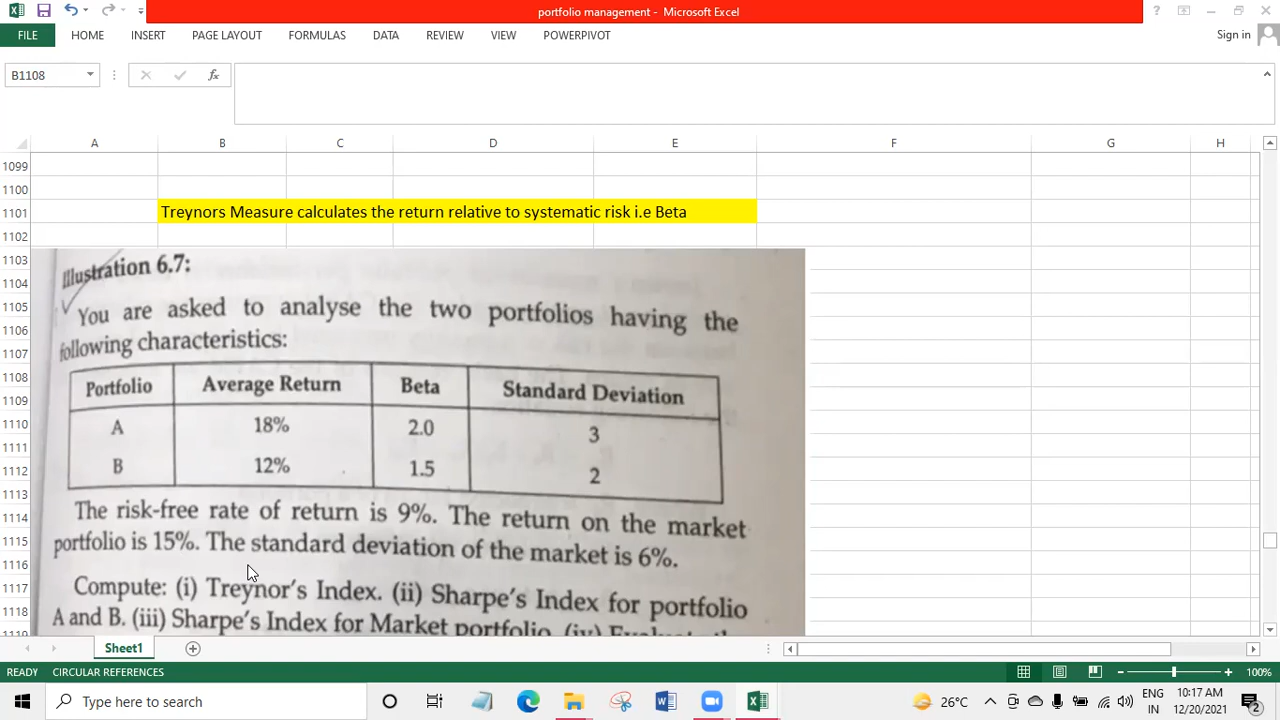 portfolio management - Microsoft Excel
FILE HOME INSERT PAGE LAYOUT FORMULAS DATA REVIEW VIEW POWERPIVOT Sign in
B1108 fx
A B C D E F G H
1099
1100
1101 Treynors Measure calculates the return relative to systematic risk i.e Beta
1102
1103
1104
1105
1106
1107
1108
1109
1110
1111
1112
1113
1114
1115
1116
1117
1118
Illustration 6.7:
You are asked to analyse the two portfolios having the
following characteristics:
Portfolio Average Return Beta Standard Deviation
A 18% 2.0 3
B 12% 1.5 2
The risk-free rate of return is 9%. The return on the market
portfolio is 15%. The standard deviation of the market is 6%.
Compute: (i) Treynor's Index. (ii) Sharpe's Index for portfolio
A and B. (iii) Sharpe's Index for Market portfolio. (iv)
Sheet1
READY CIRCULAR REFERENCES 100%
Type here to search
26°C
ENG
IN
10:17 AM
12/20/2021
2